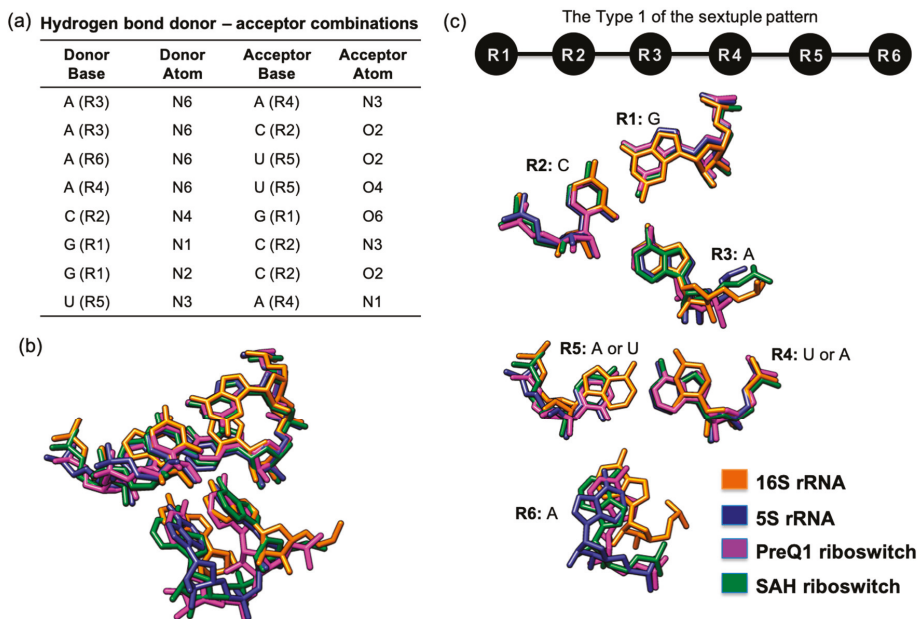 (a) Hydrogen bond donor – acceptor combinations
Donor Base Donor Atom Acceptor Base Acceptor Atom
A (R3) N6 A (R4) N3
A (R3) N6 C (R2) O2
A (R6) N6 U (R5) O2
A (R4) N6 U (R5) O4
C (R2) N4 G (R1) O6
G (R1) N1 C (R2) N3
G (R1) N2 C (R2) O2
U (R5) N3 A (R4) N1
(b)
(c)
The Type 1 of the sextuple pattern
R1 R2 R3 R4 R5 R6
R1: G
R2: C
R3: A
R5: A or U
R4: U or A
R6: A
16S rRNA
5S rRNA
PreQ1 riboswitch
SAH riboswitch